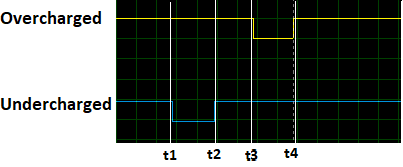 Overcharged
Undercharged
t1 t2 t3 t4